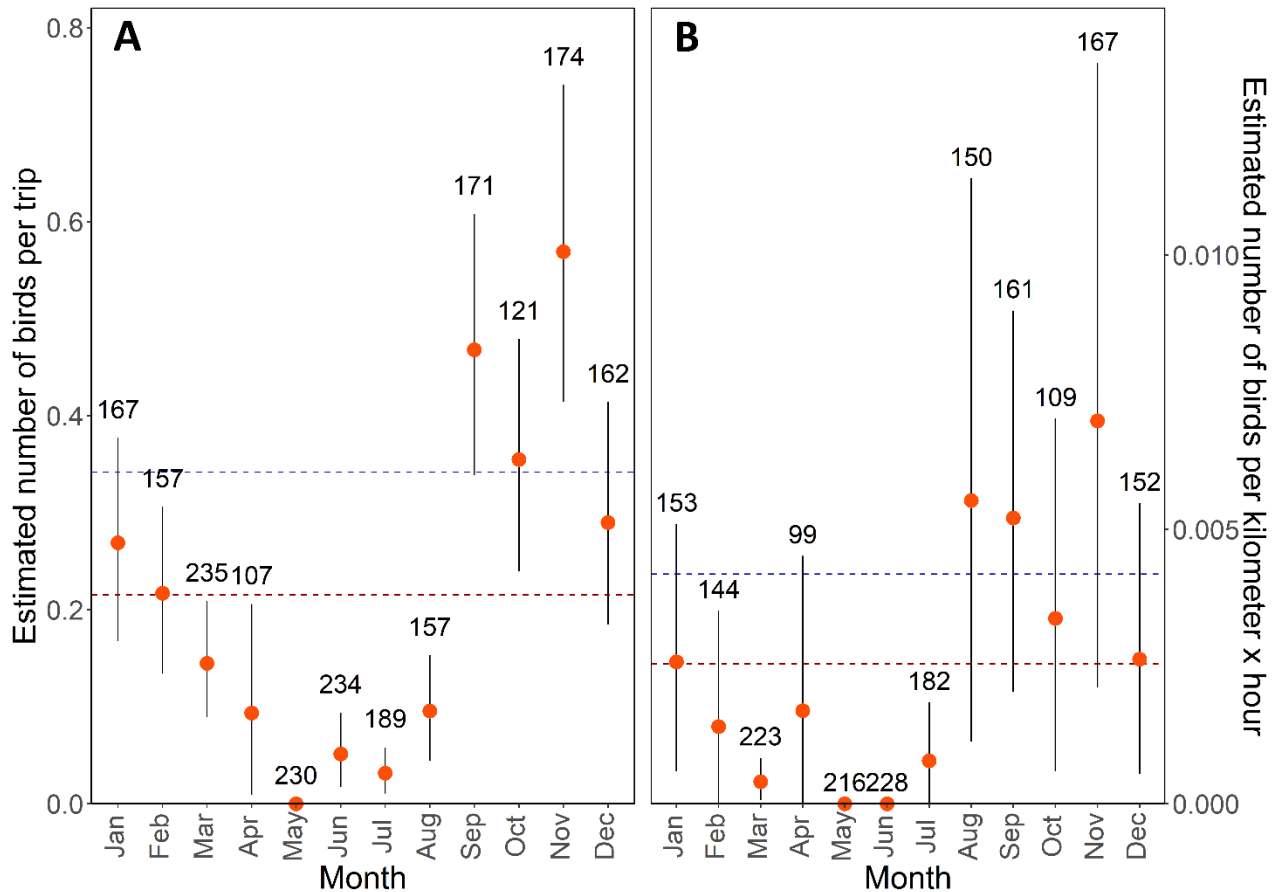 A
B
Estimated number of birds per trip
0.8
0.6
0.4
0.2
0.0
167
157
235
107
230
234
189
157
171
121
174
162
Jan
Feb
Mar
Apr
May
Jun
Jul
Aug
Sep
Oct
Nov
Dec
Month
153
144
223
99
216
228
182
150
161
109
167
152
Jan
Feb
Mar
Apr
May
Jun
Jul
Aug
Sep
Oct
Nov
Dec
Month
0.010
0.005
0.000
Estimated number of birds per kilometer x hour